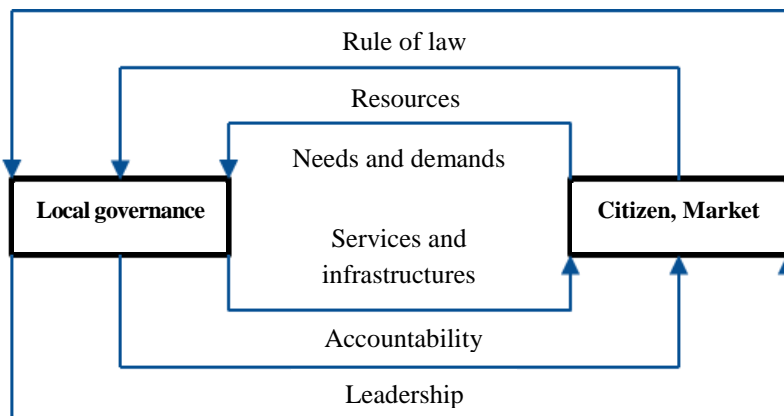 Rule of law
Resources
Needs and demands
Local governance
Citizen, Market
Services and
infrastructures
Accountability
Leadership